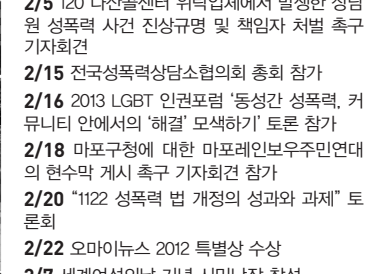 2/5 120 다산콜센터 위탁업체에서 발생한 상담
원 성폭력 사건 진상규명 및 책임자 처벌 촉구
기자회견
2/15 전국성폭력상담소협의회 총회 참가
2/16 2013 LGBT 인권포럼 ‘동성간 성폭력, 커
뮤니티 안에서의 ‘해결’ 모색하기’ 토론 참가
2/18 마포구청에 대한 마포레인보우주민연대
의 현수막 게시 촉구 기자회견 참가
2/20 “1122 성폭력 법 개정의 성과와 과제” 토
론회
2/22 오마이뉴스 2012 특별상 수상